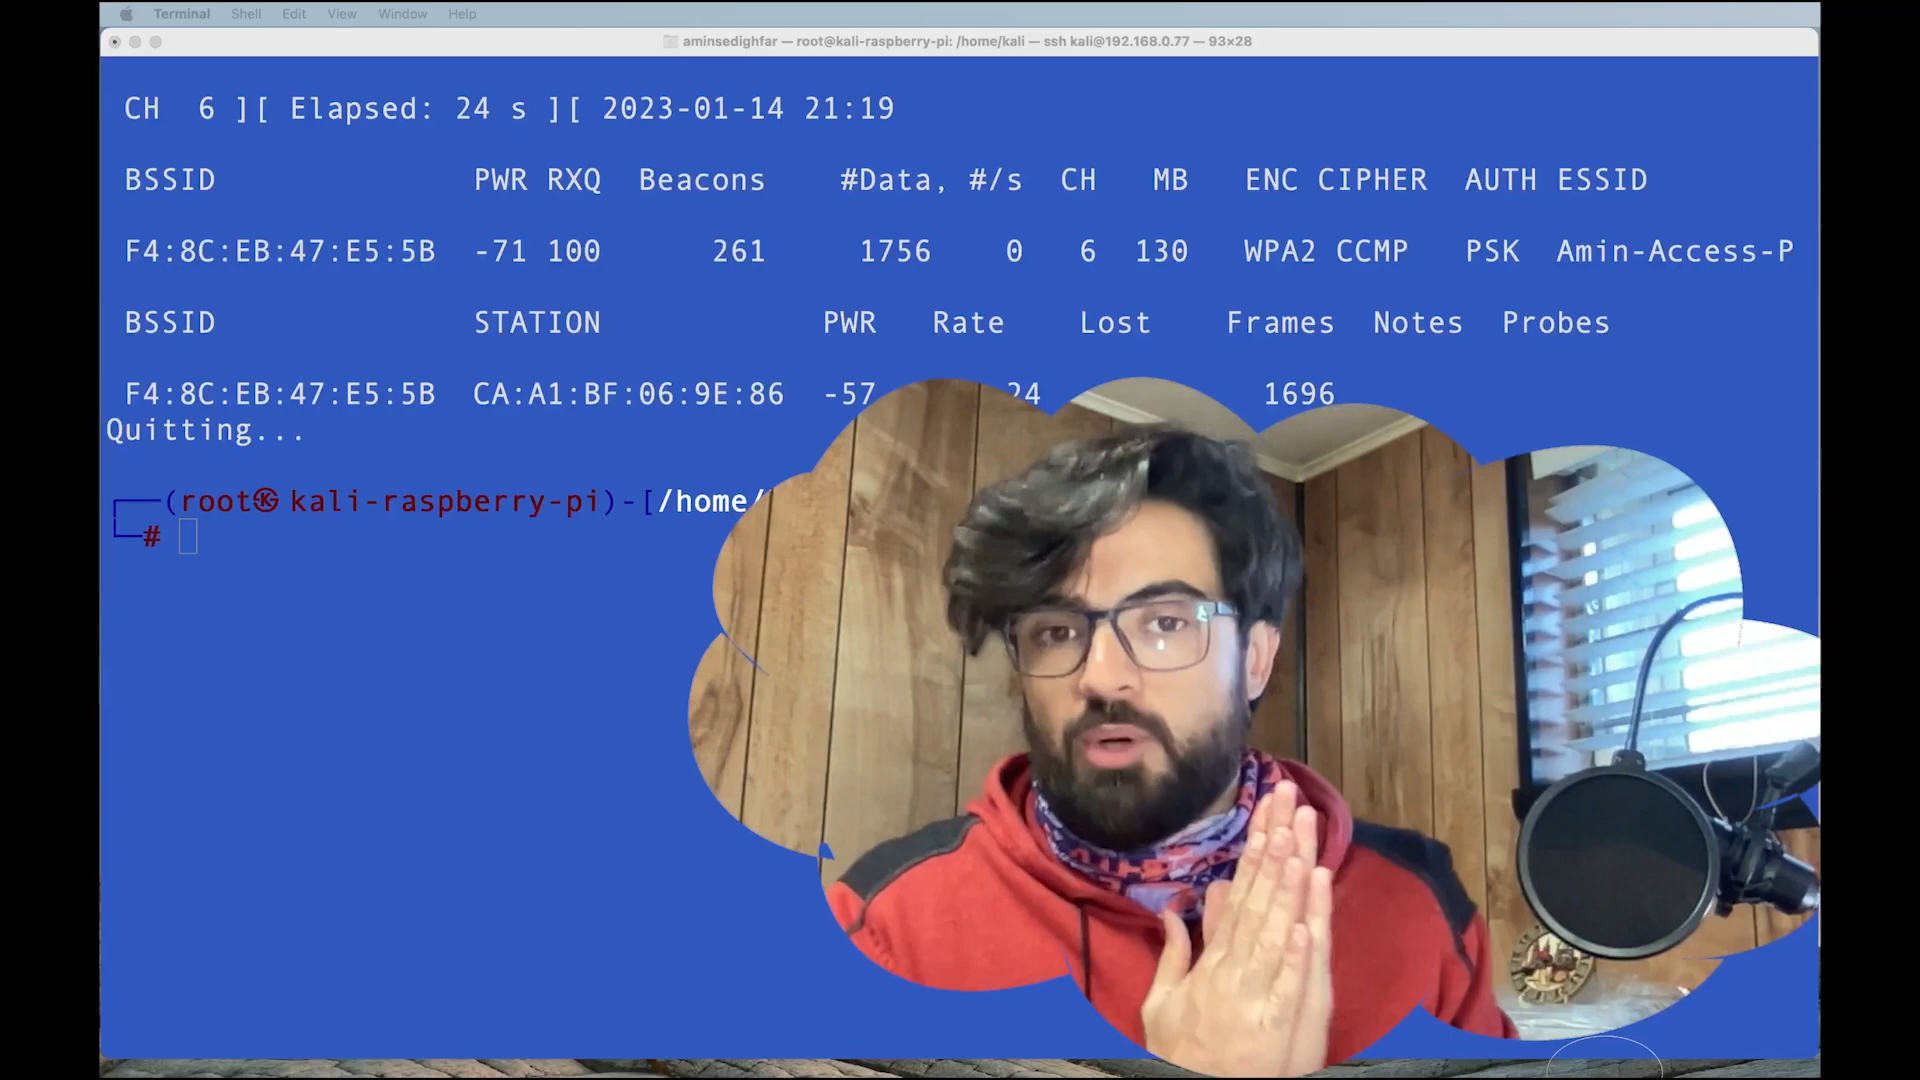 Terminal Shell Edit View Window Help
aminsedighfar — root@kali-raspberry-pi: /home/kali — ssh kali@192.168.0.77 — 93×28
CH 6 ][ Elapsed: 24 s ][ 2023-01-14 21:19
BSSID PWR RXQ Beacons #Data, #/s CH MB ENC CIPHER AUTH ESSID
F4:8C:EB:47:E5:5B -71 100 261 1756 0 6 130 WPA2 CCMP PSK Amin-Access-P
BSSID STATION PWR Rate Lost Frames Notes Probes
F4:8C:EB:47:E5:5B CA:A1:BF:06:9E:86 -57 24 1696
Quitting...
┌──(root㉿kali-raspberry-pi)-[/home/
└─#